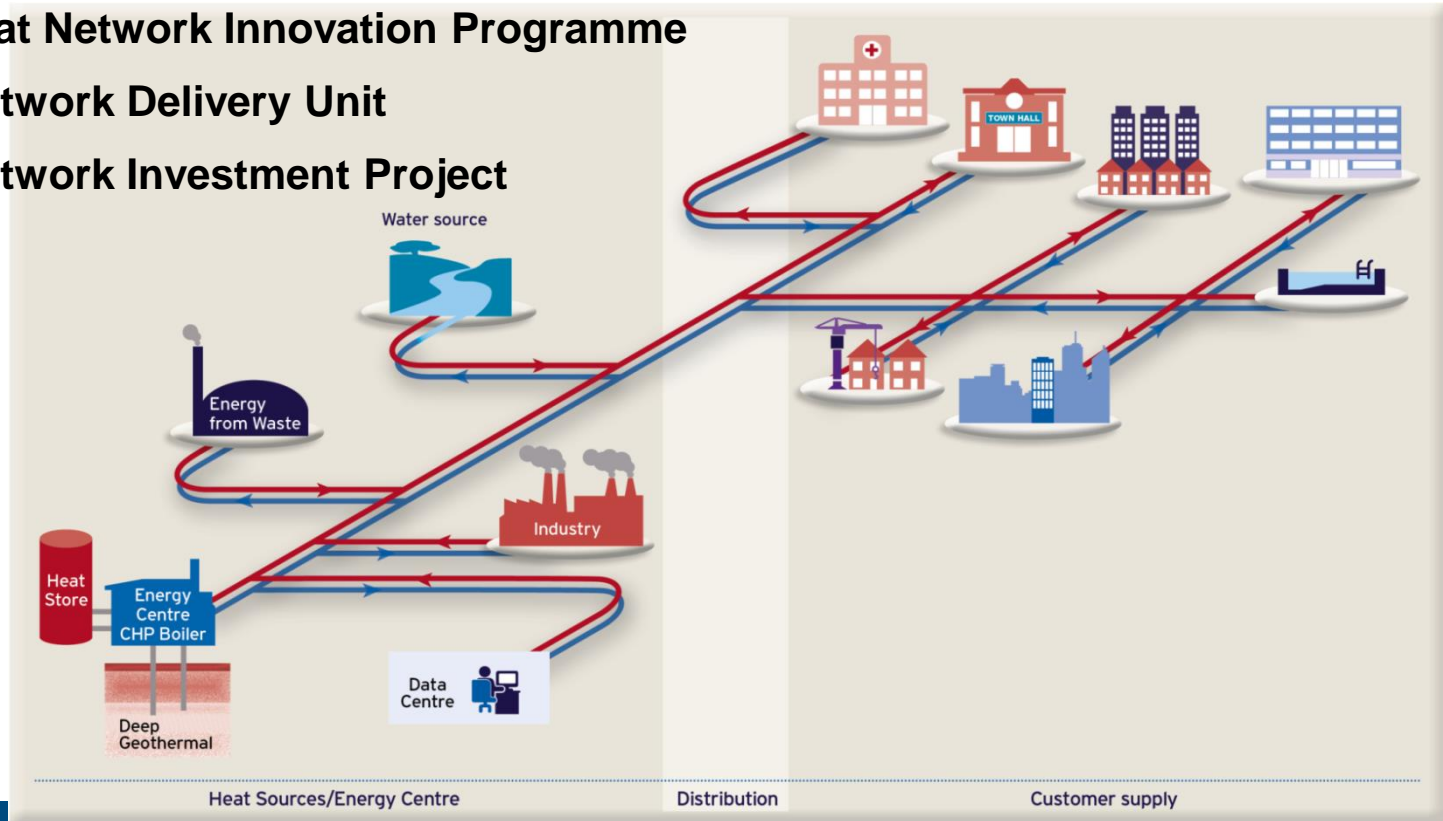 at Network Innovation Programme
twork Delivery Unit
twork Investment Project
TOWN HALL
Water source
Energy
from Waste
Industry
Heat
Store
Energy
Centre
CHP Boiler
Data
Centre
Deep
Geothermal
Heat Sources/Energy Centre
Distribution
Customer supply